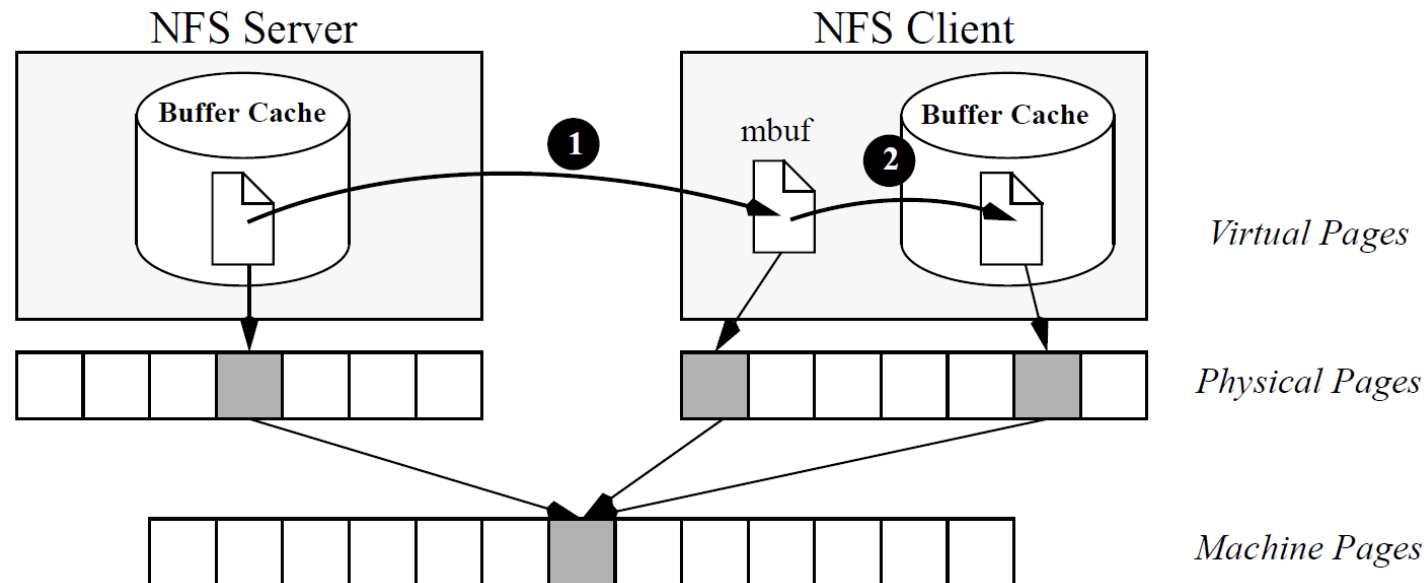 NFS Server
NFS Client
Buffer Cache
1
mbuf
2
Buffer Cache
Virtual Pages
Physical Pages
Machine Pages